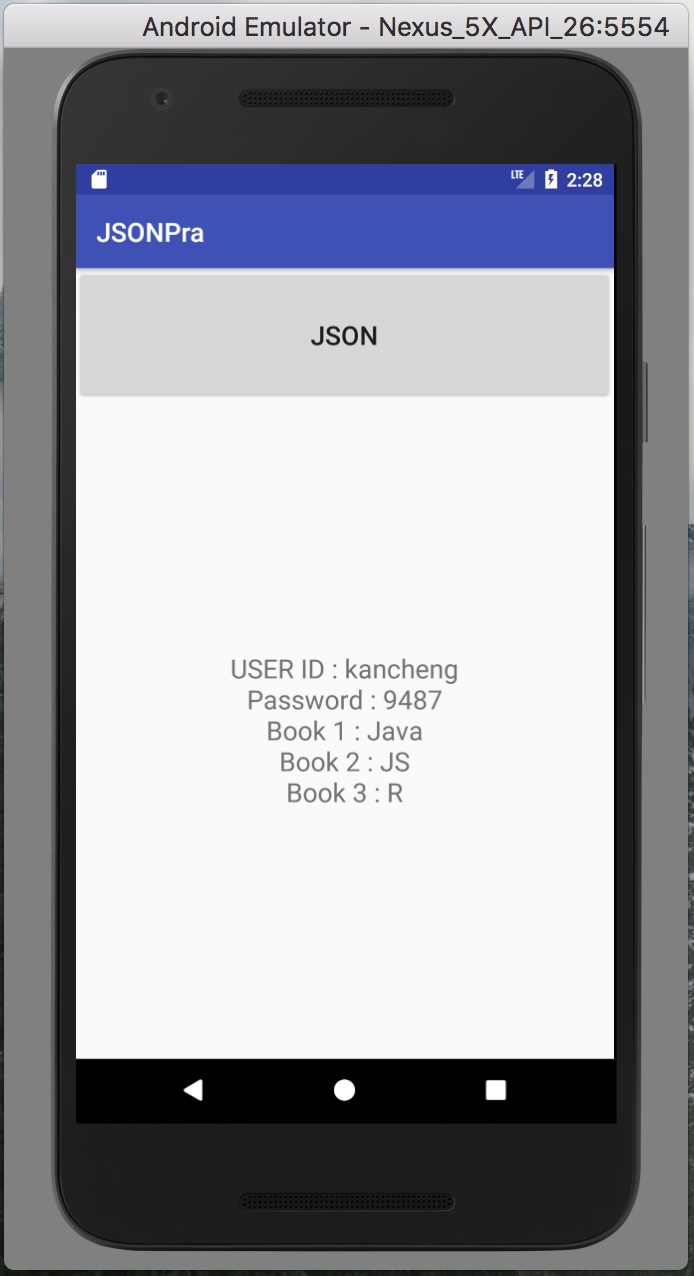 Android Emulator - Nexus_5X_API_26:5554
LTE 2:28
JSONPra
JSON
USER ID : kancheng
Password : 9487
Book 1 : Java
Book 2 : JS
Book 3 : R